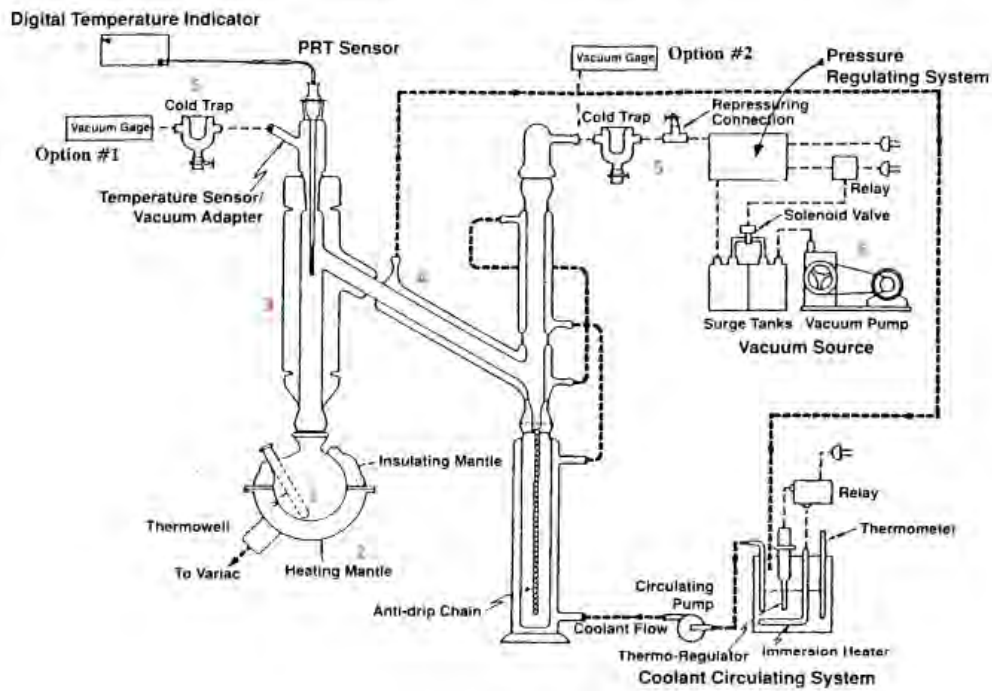 Digital Temperature Indicator
PRT Sensor
Vacuum Gage
Option #2
Pressure
Regulating System
5
Cold Trap
Vacuum Gage
Option #1
Cold Trap
Repressuring
Connection
5
Temperature Sensor/
Vacuum Adapter
Relay
Solenoid Valve
4
6
3
Surge Tanks
Vacuum Pump
Vacuum Source
Insulating Mantle
1
Relay
Thermowell
Thermometer
2
To Variac
Heating Mantle
Circulating
Pump
Anti-drip Chain
Coolant Flow
Thermo-Regulator
Immersion Heater
Coolant Circulating System